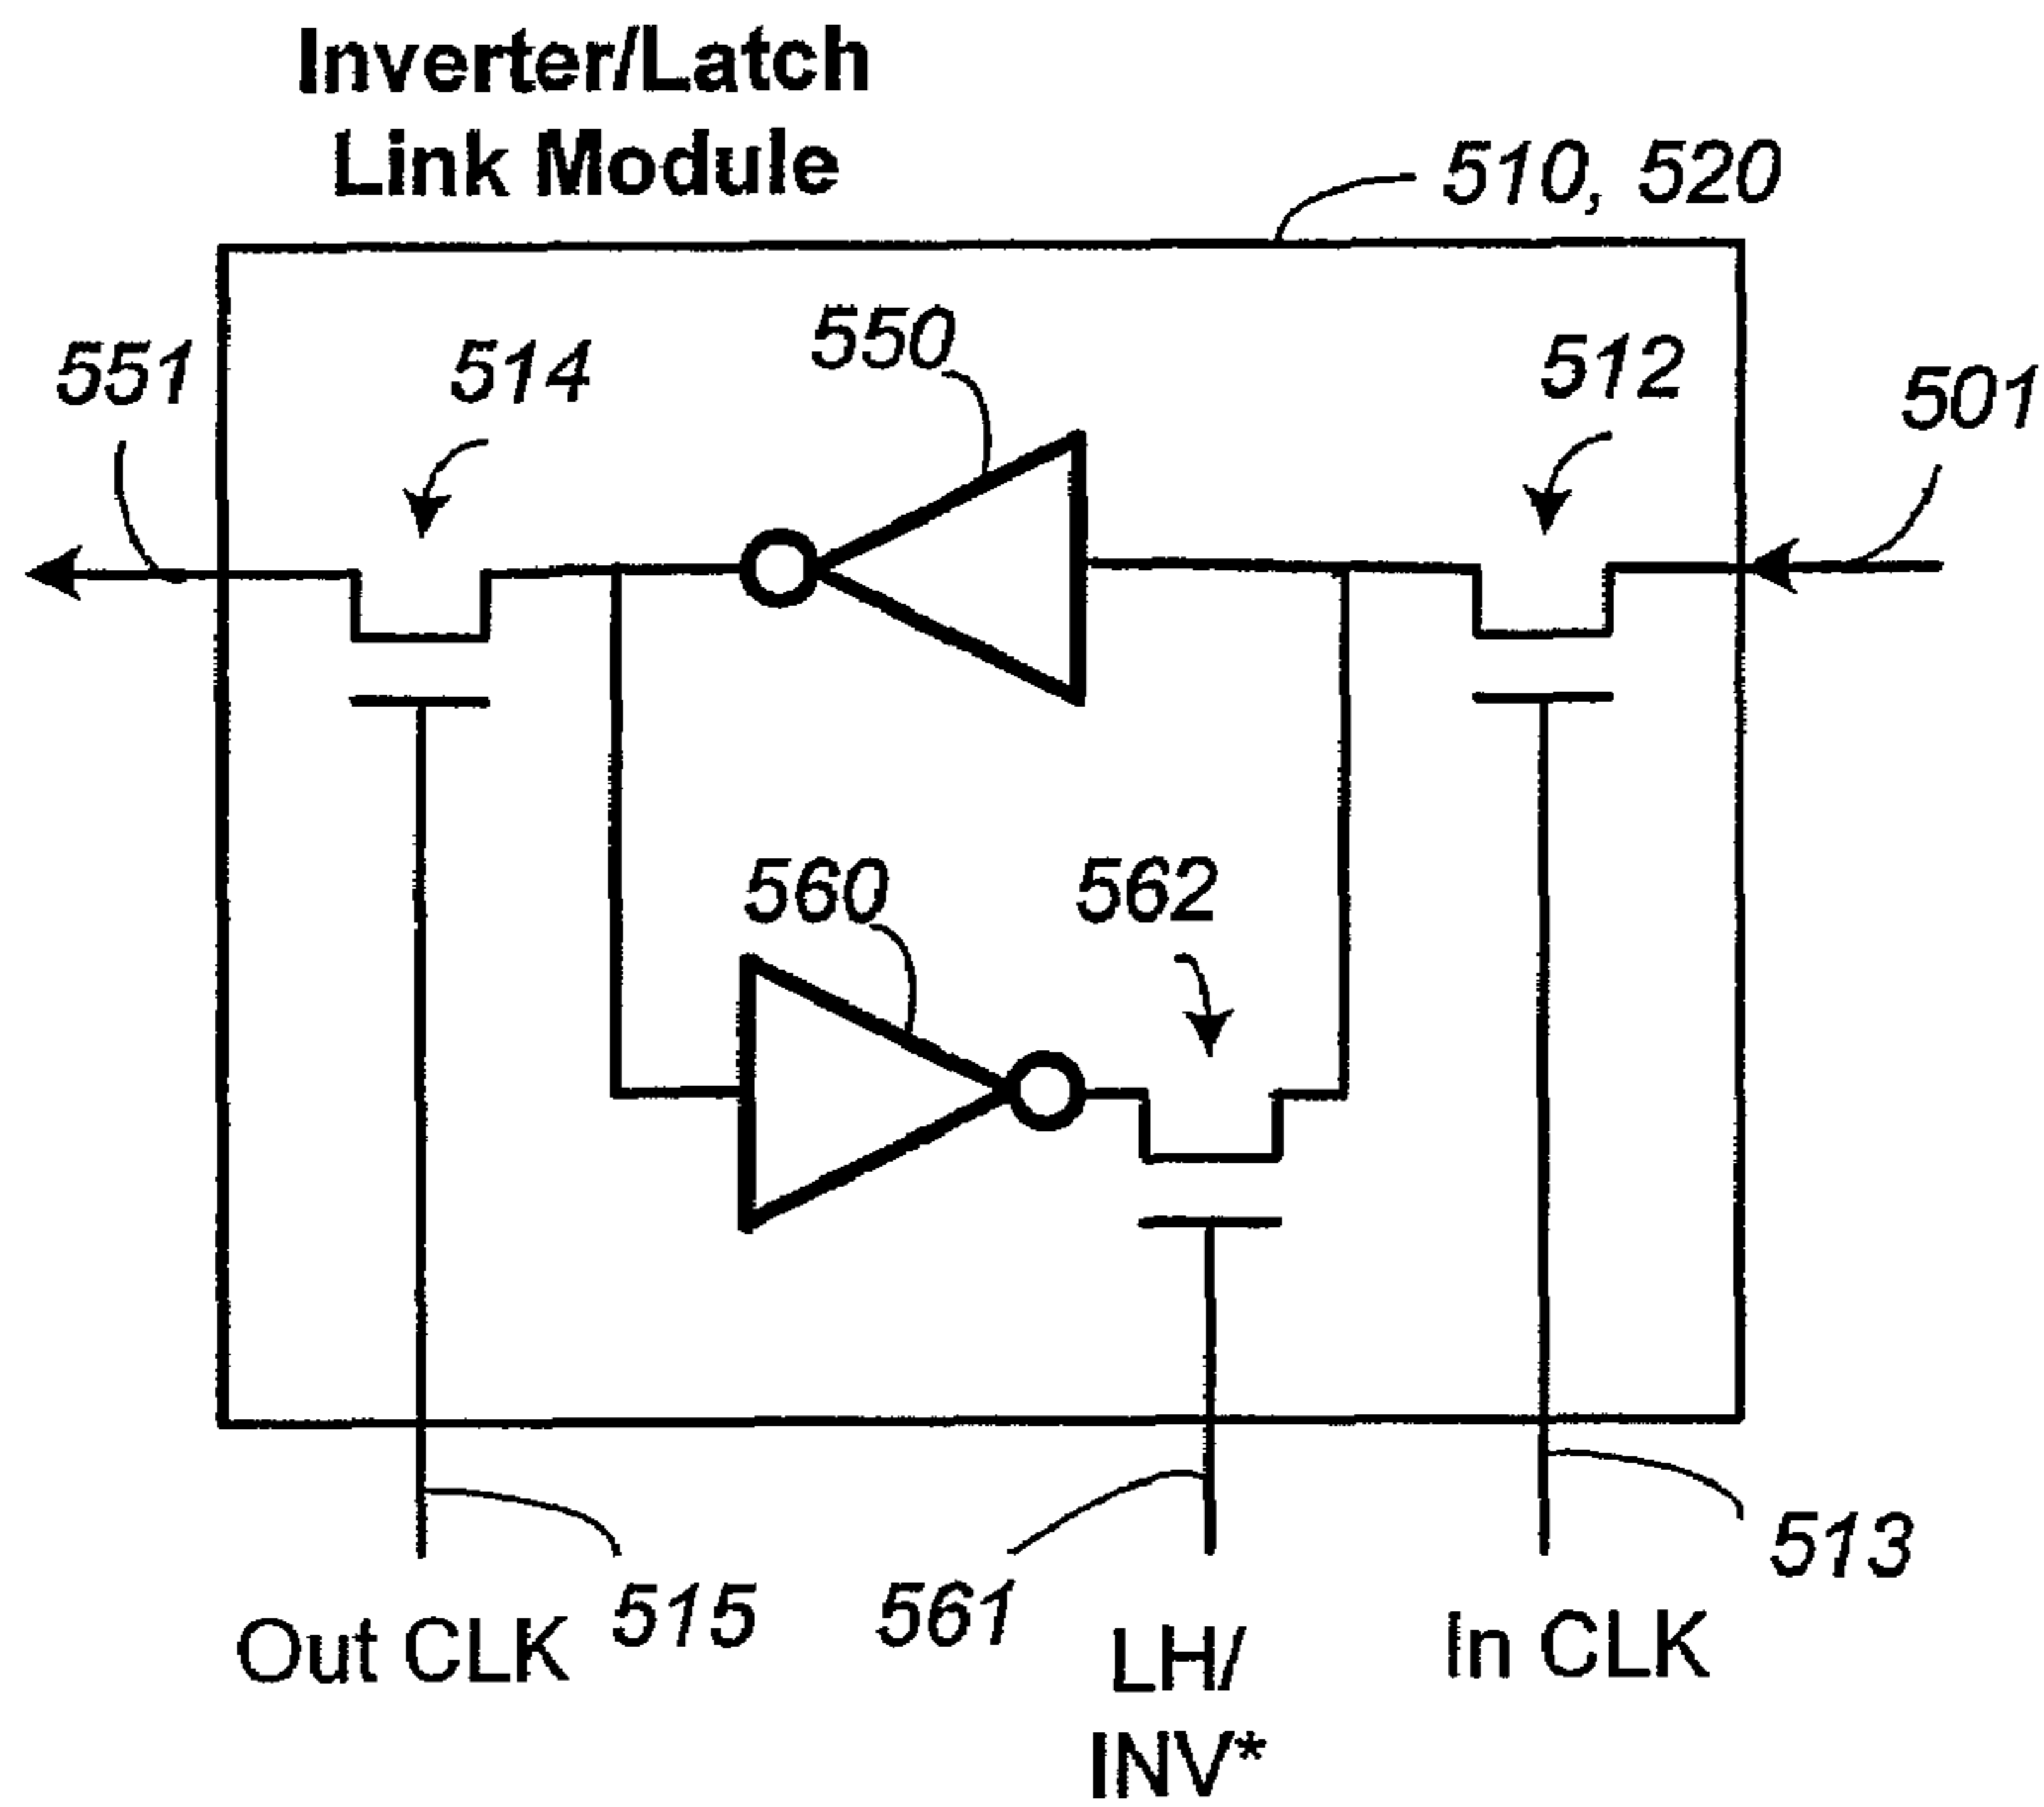 Inverter/Latch
Link Module
510, 520
551
514
550
512
501
560
562
515
561
513
Out CLK
LH/
INV*
In CLK